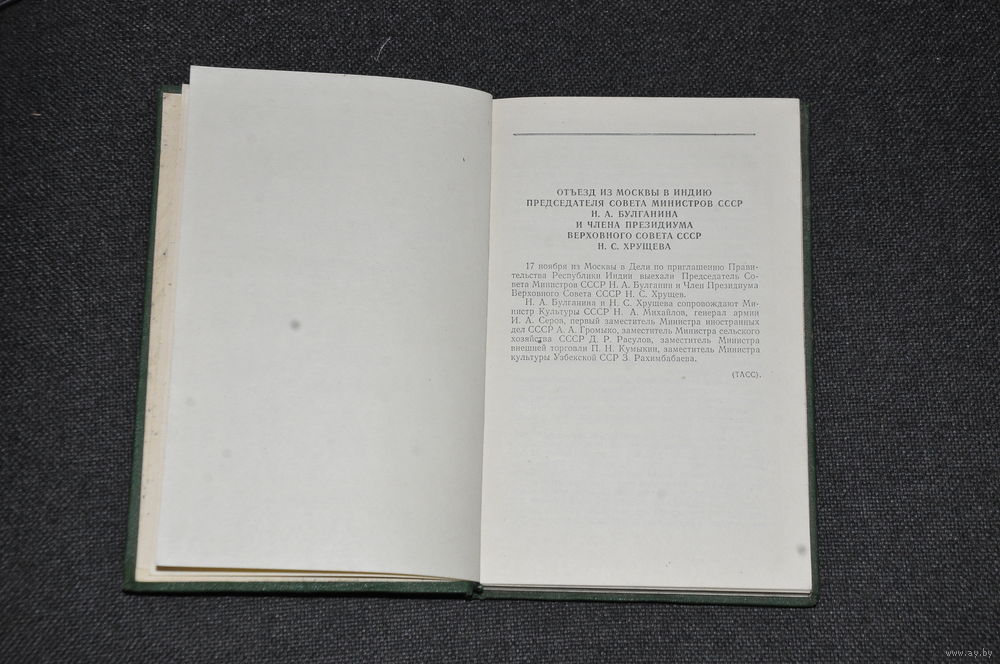 ОТЪЕЗД ИЗ МОСКВЫ В ИНДИЮ
ПРЕДСЕДАТЕЛЯ СОВЕТА МИНИСТРОВ СССР
Н. А. БУЛГАНИНА
И ЧЛЕНА ПРЕЗИДИУМА
ВЕРХОВНОГО СОВЕТА СССР
Н. С. ХРУЩЕВА
17 ноября из Москвы в Дели по приглашению Прави-
тельства Республики Индии выехали Председатель Со-
вета Министров СССР Н. А. Булганин и Член Президиума
Верховного Совета СССР Н. С. Хрущев.
Н. А. Булганина и Н. С. Хрущева сопровождают Ми-
нистр Культуры СССР Н. А. Михайлов, генерал армии
И. А. Серов, первый заместитель Министра иностранных
дел СССР А. А. Громыко, заместитель Министра сельского
хозяйства СССР Д. Р. Расулов, заместитель Министра
внешней торговли П. Н. Кумыкин, заместитель Министра
культуры Узбекской ССР З. Рахимбабаева.
(ТАСС).
www.ay.by